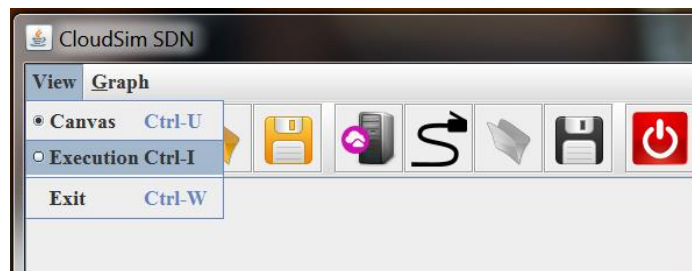 CloudSim SDN
View Graph
Canvas Ctrl-U
Execution Ctrl-I
Exit Ctrl-W